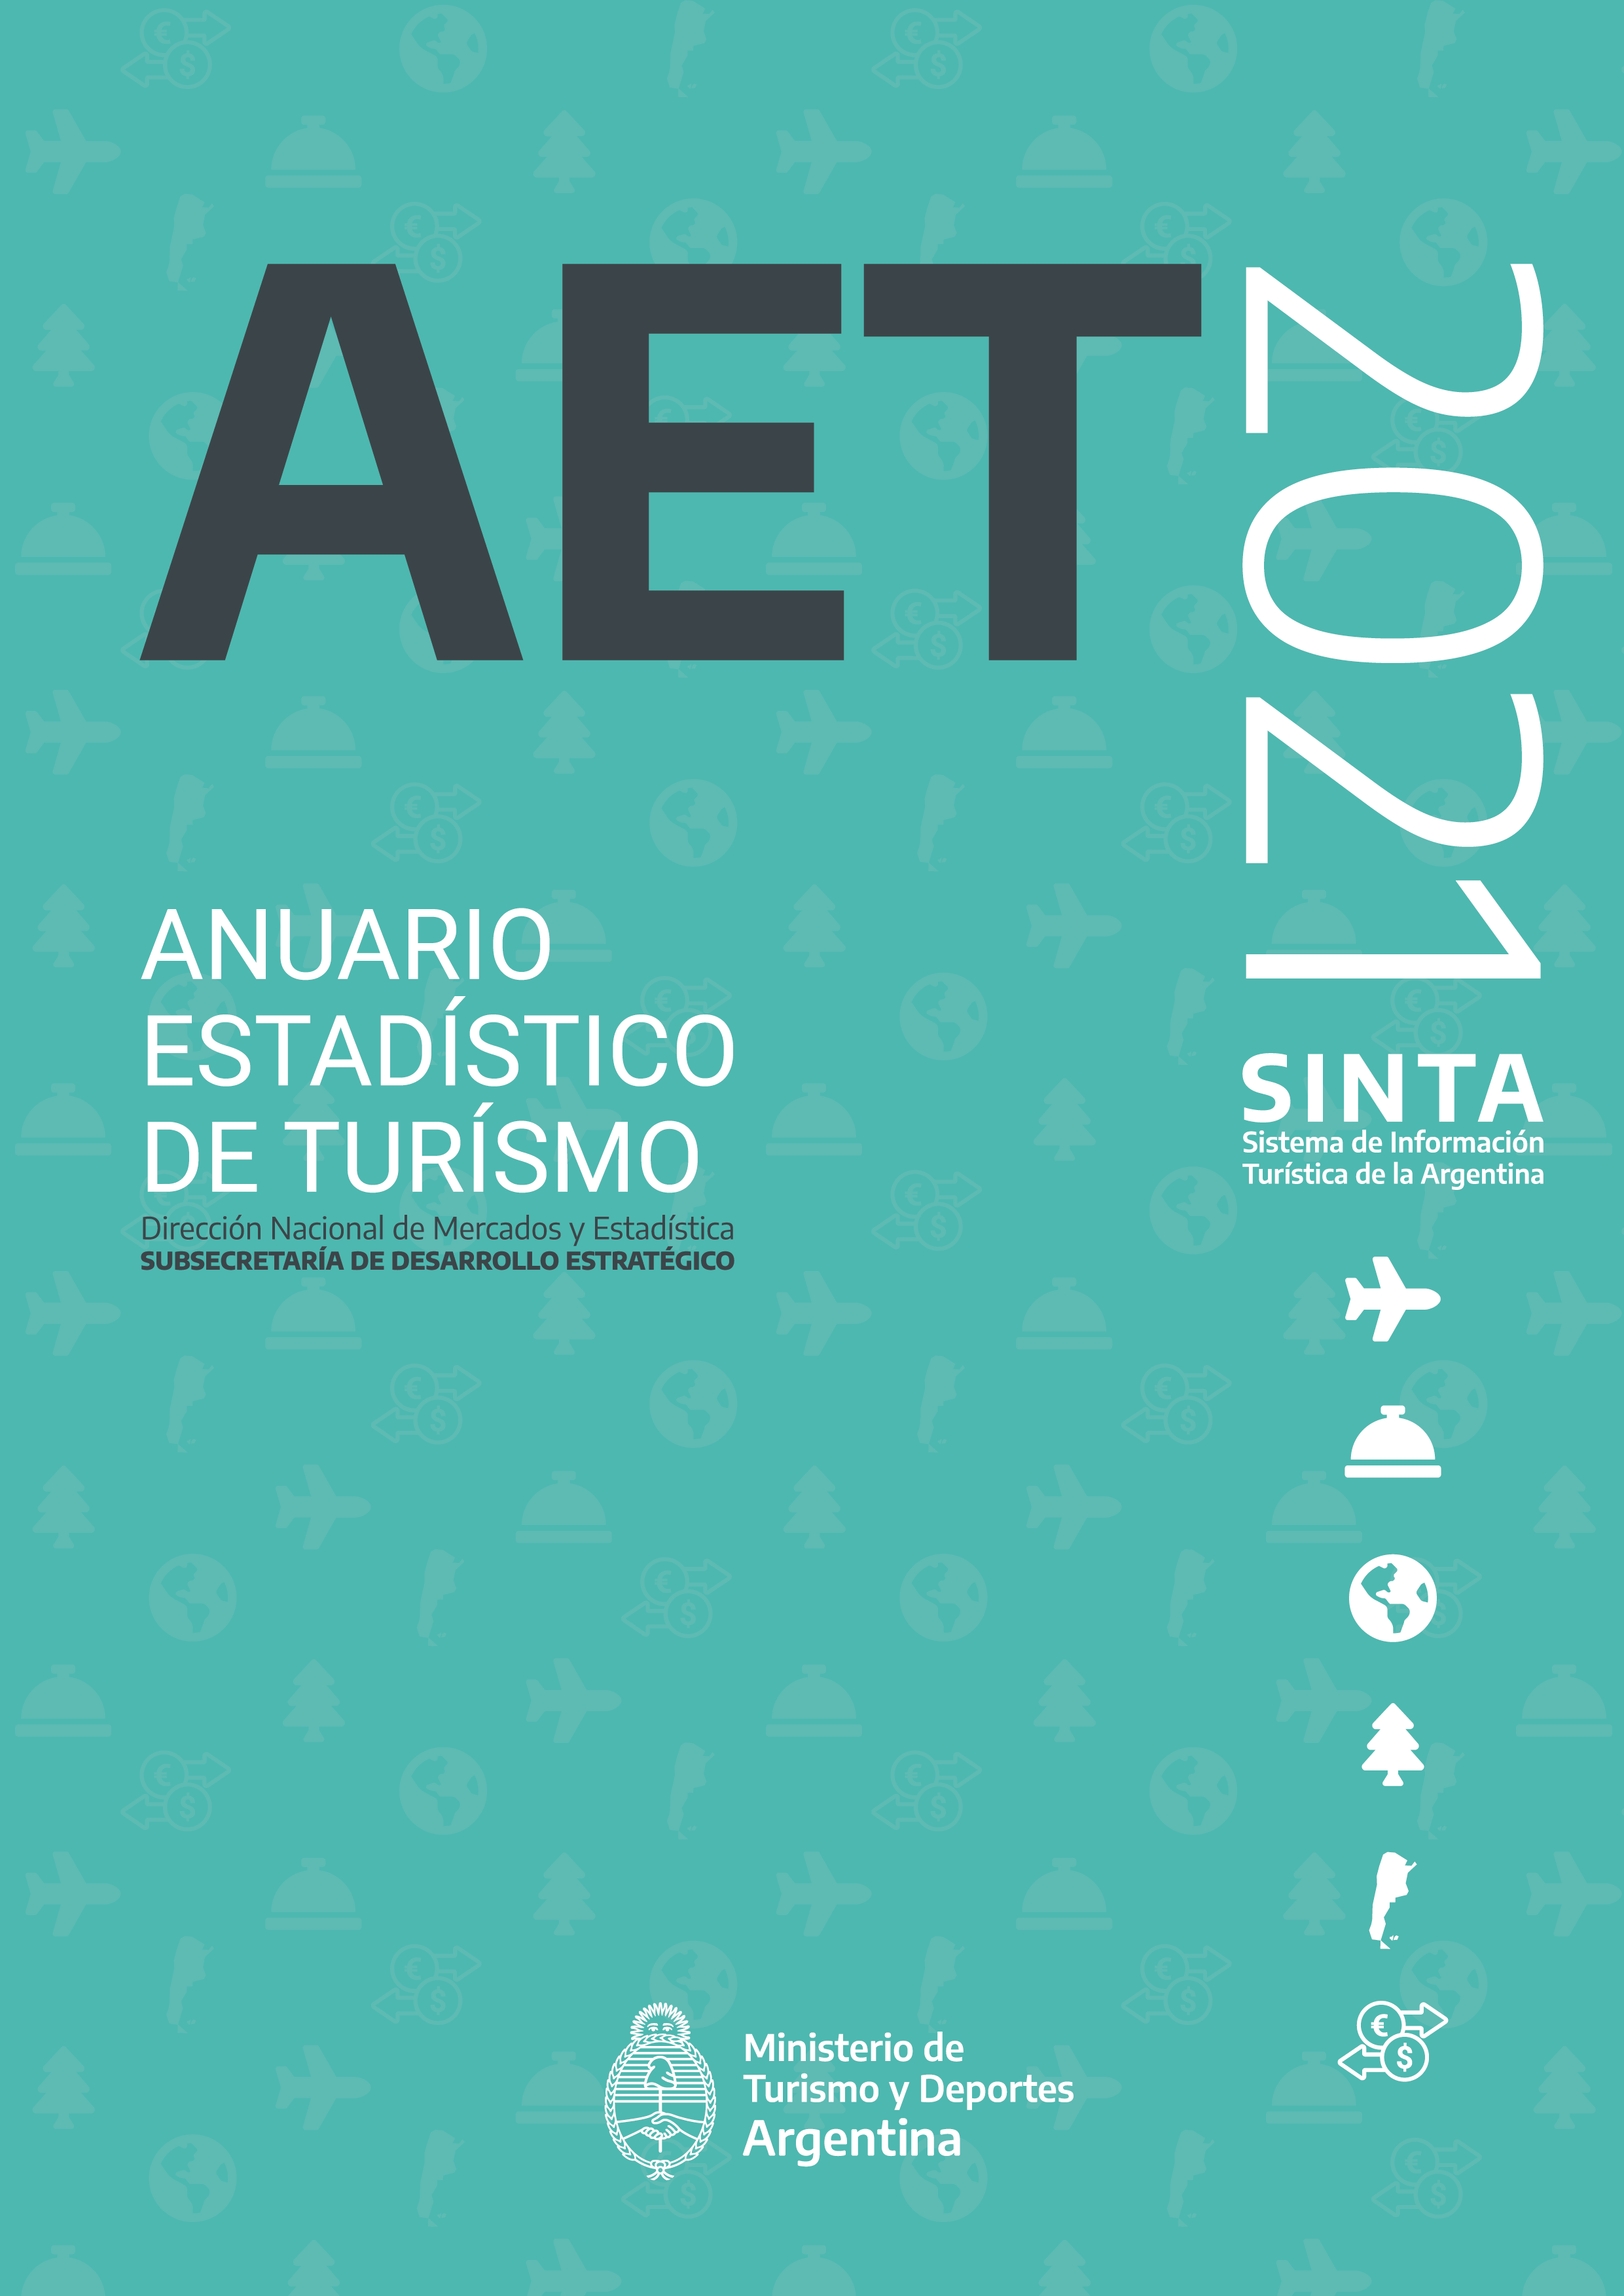 AET
2021
ANUARIO
ESTADÍSTICO
DE TURÍSMO
Dirección Nacional de Mercados y Estadística
SUBSECRETARÍA DE DESARROLLO ESTRATÉGICO
SINTA
Sistema de Información
Turística de la Argentina
Ministerio de
Turismo y Deportes
Argentina